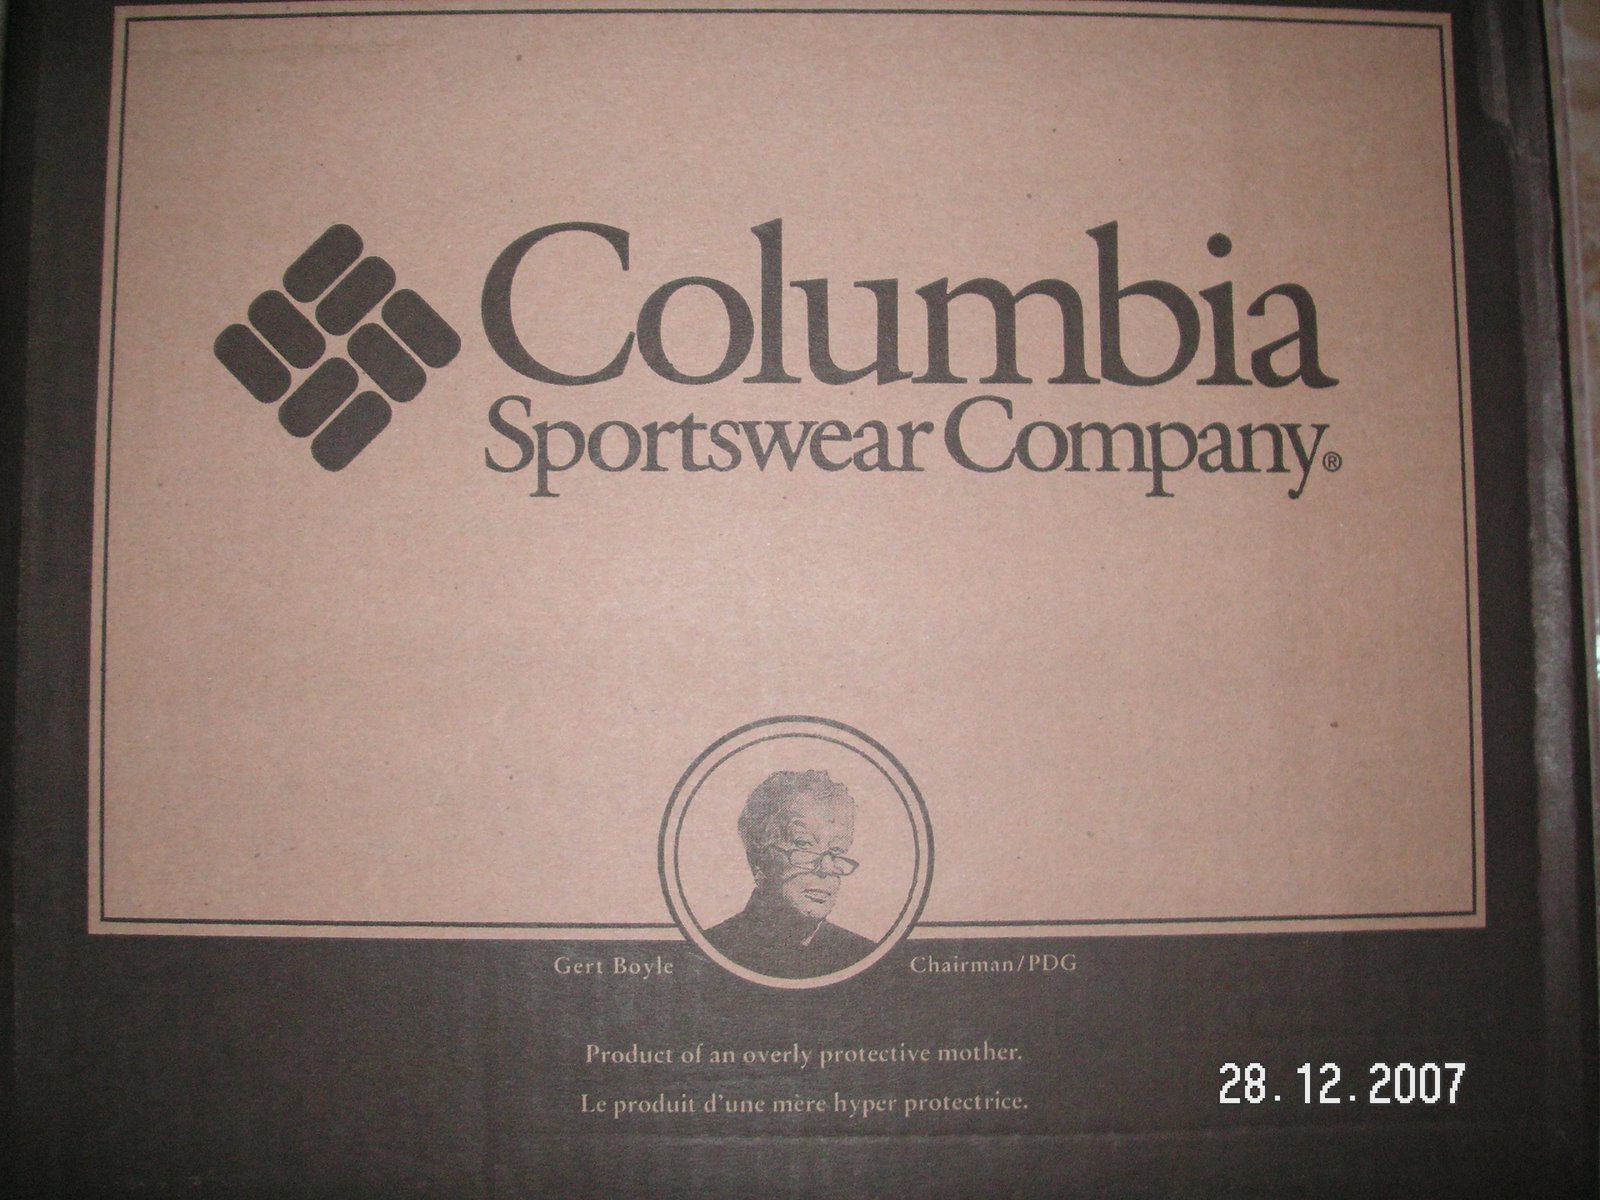 Columbia
Sportswear Company®
Gert Boyle Chairman/PDG
Product of an overly protective mother.
Le produit d'une mère hyper protectrice.
28.12.2007